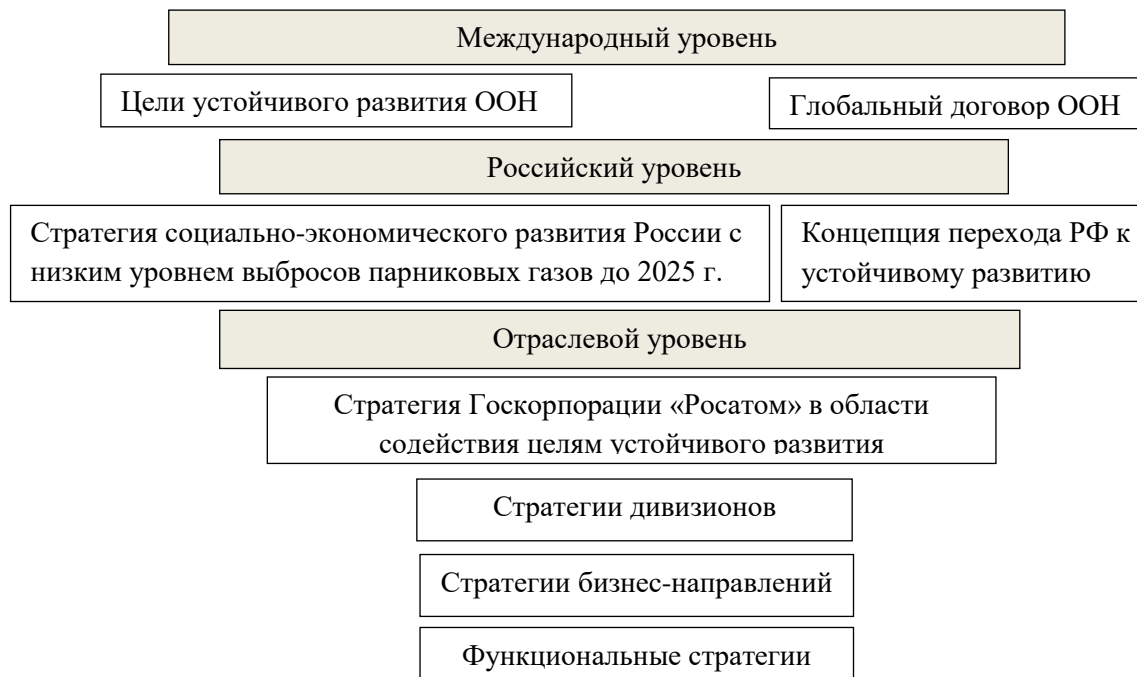 Международный уровень
Цели устойчивого развития ООН
Глобальный договор ООН
Российский уровень
Стратегия социально-экономического развития России с
низким уровнем выбросов парниковых газов до 2025 г.
Концепция перехода РФ к
устойчивому развитию
Отраслевой уровень
Стратегия Госкорпорации «Росатом» в области
содействия целям устойчивого развития
Стратегии дивизионов
Стратегии бизнес-направлений
Функциональные стратегии